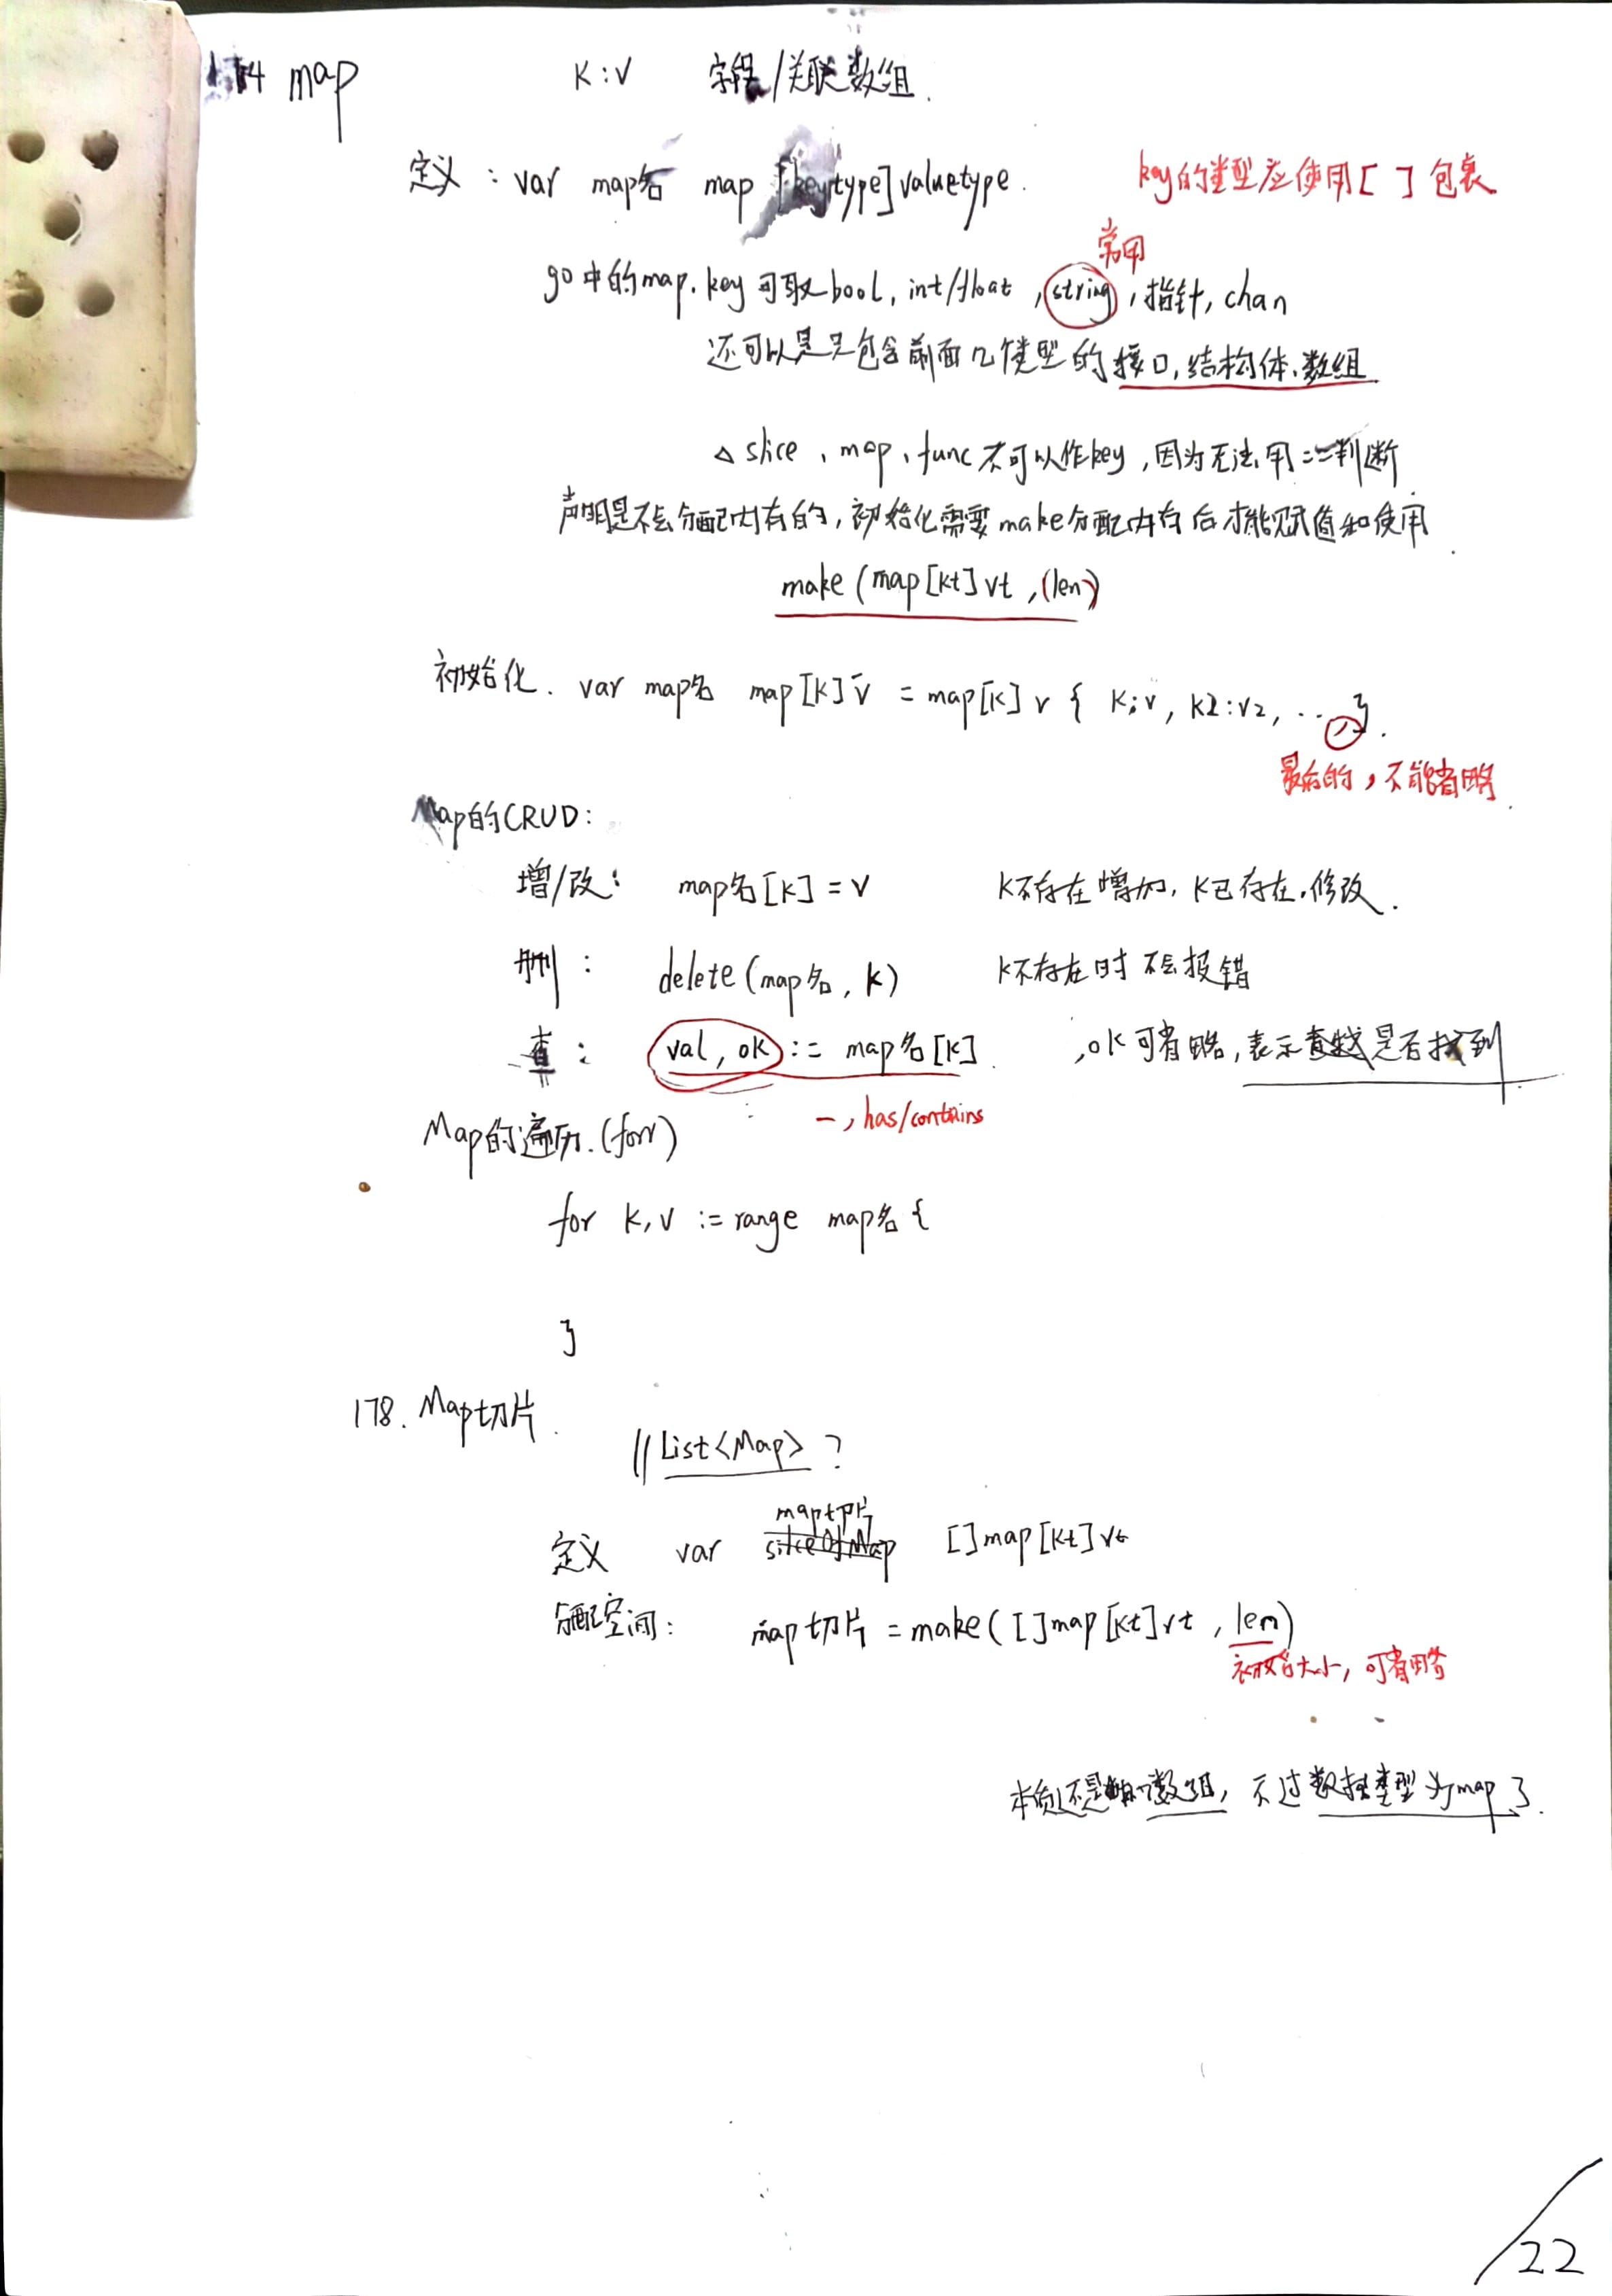 174 map K:V 字段/关联数组.
定义: var map名 map [keytype]valuetype. key的类型应使用[ ]包裹
常用
go中的map. key可取bool, int/float, string, 指针, chan
还可以是只包含前面几个类型的接口, 结构体、数组
△ slice、map、func不可以作key, 因为无法用==判断
声明是不会分配内存的, 初始化需要make分配内存后才能赋值和使用.
make (map[kt]vt, (len)
初始化. var map名 map[K]V = map[K]v { K:v, K2:v2, ... , }.
最后的, 不能省略.
Map的CRUD:
增/改: map名[K] = V K不存在增加, K已存在.修改.
删: delete(map名, K) K不存在时不会报错
查: val, ok := map名[K] ,ok可省略, 表示查找是否找到
_, has/contains
Map的遍历.(forr)
for K, V := range map名 {
}
178. Map切片.
// List<Map> ?
map切片
定义 var sliceOfMap []map[Kt]vt
分配空间: map切片 = make([]map[Kt]vt, len)
初始大小, 可省略
本质还是数组, 不过数据类型为map了.
22